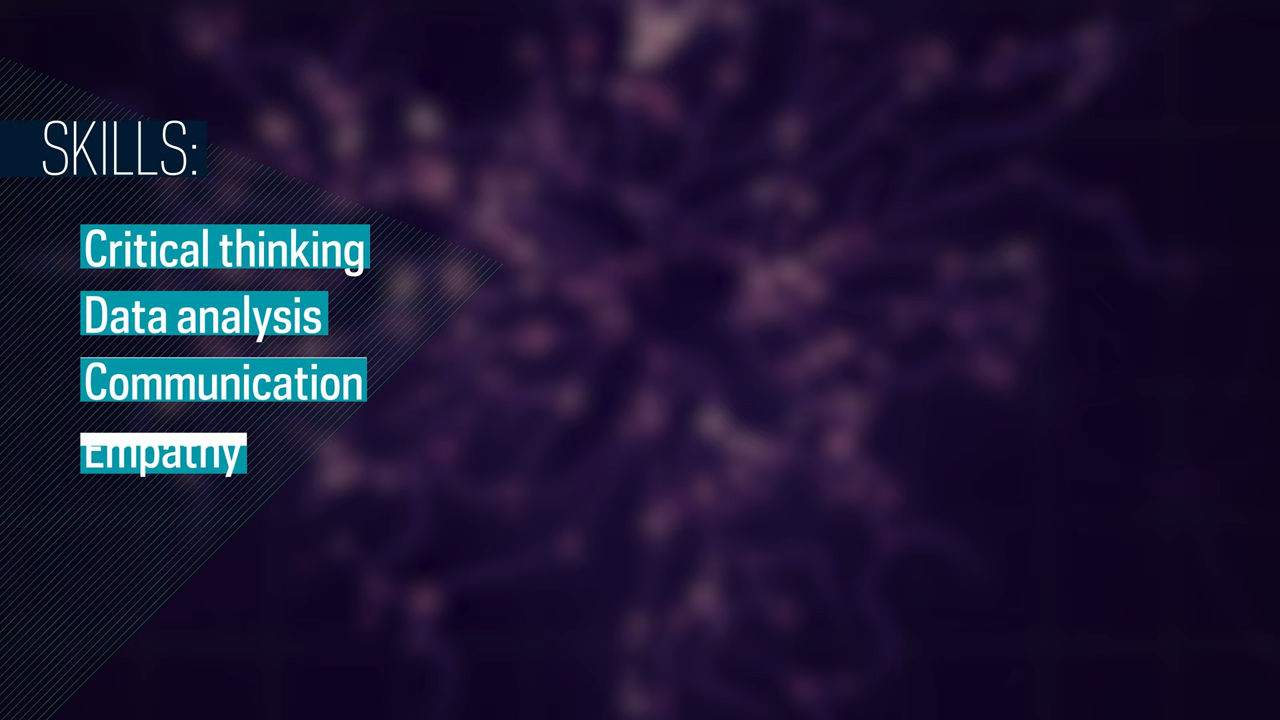 SKILLS:
Critical thinking
Data analysis
Communication
Empathy